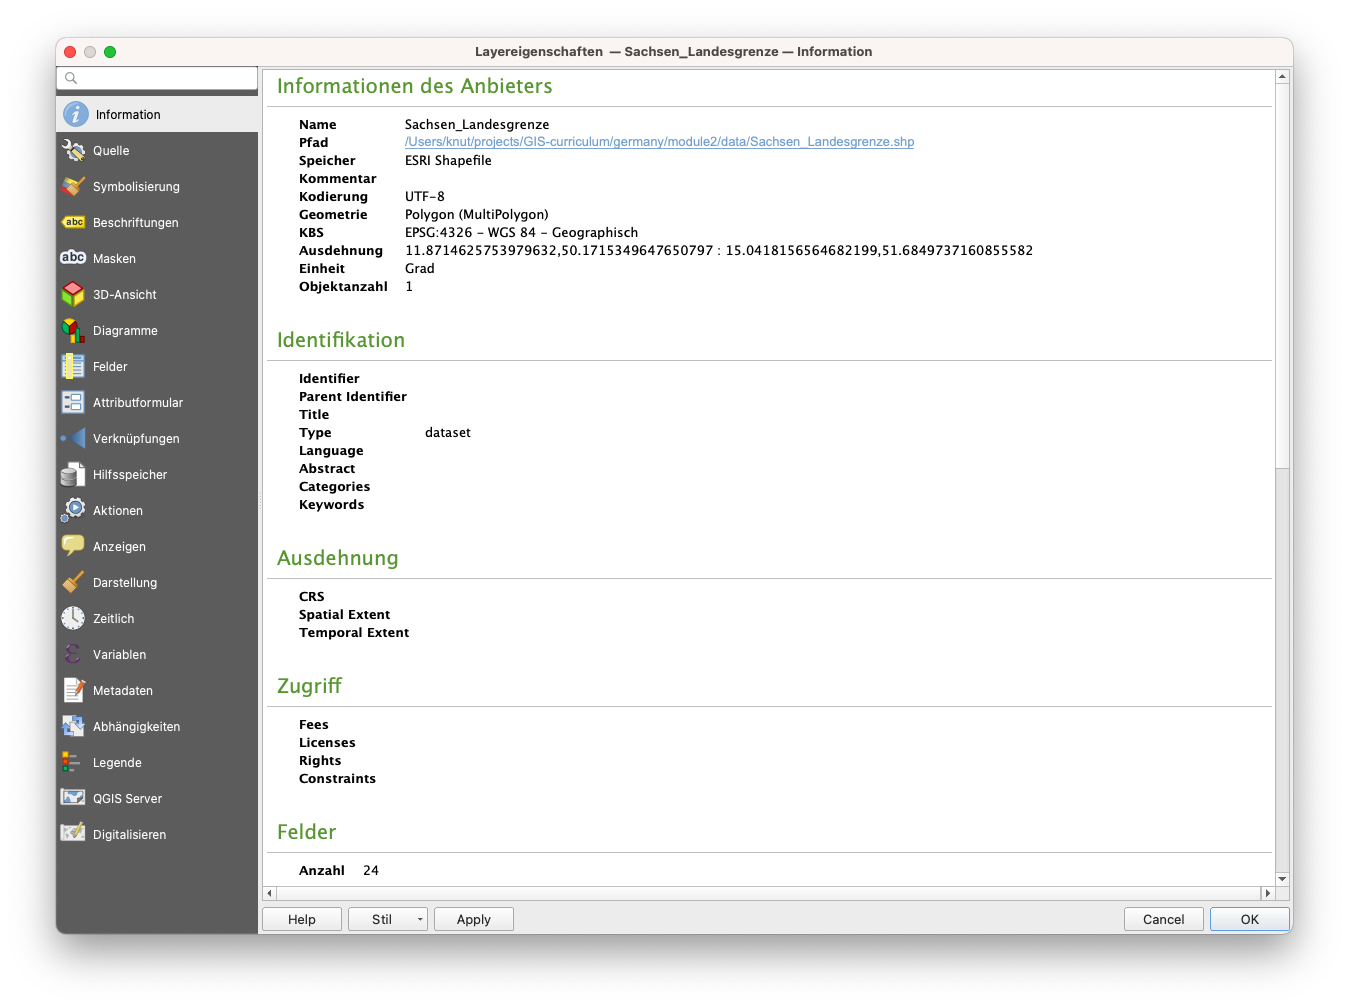 Layereigenschaften — Sachsen_Landesgrenze — Information
Information
Quelle
Symbolisierung
abc Beschriftungen
abc Masken
3D-Ansicht
Diagramme
Felder
Attributformular
Verknüpfungen
Hilfsspeicher
Aktionen
Anzeigen
Darstellung
Zeitlich
Variablen
Metadaten
Abhängigkeiten
Legende
QGIS Server
Digitalisieren
Informationen des Anbieters
Name Sachsen_Landesgrenze
Pfad /Users/knut/projects/GIS-curriculum/germany/module2/data/Sachsen_Landesgrenze.shp
Speicher ESRI Shapefile
Kommentar
Kodierung UTF-8
Geometrie Polygon (MultiPolygon)
KBS EPSG:4326 - WGS 84 - Geographisch
Ausdehnung 11.8714625753979632,50.1715349647650797 : 15.0418156564682199,51.6849737160855582
Einheit Grad
Objektanzahl 1
Identifikation
Identifier
Parent Identifier
Title
Type dataset
Language
Abstract
Categories
Keywords
Ausdehnung
CRS
Spatial Extent
Temporal Extent
Zugriff
Fees
Licenses
Rights
Constraints
Felder
Anzahl 24
Help Stil Apply Cancel OK